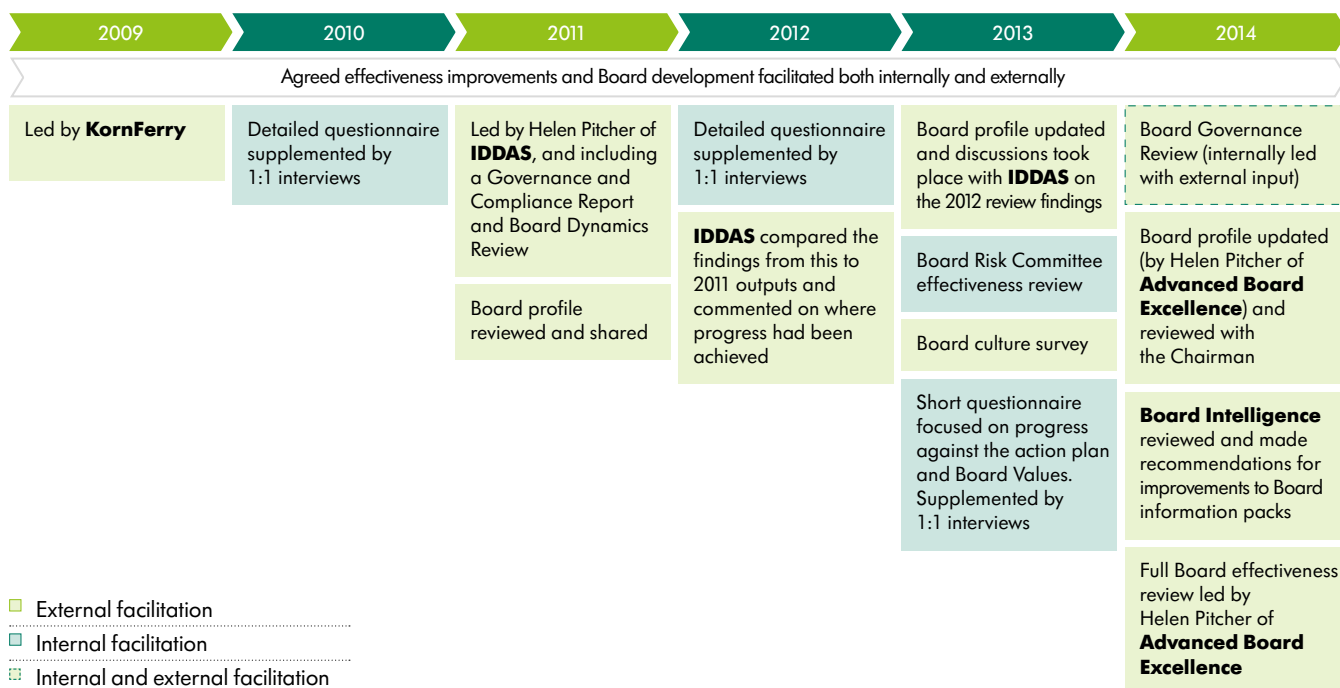 2009
2010
2011
2012
2013
2014
Agreed effectiveness improvements and Board development facilitated both internally and externally
Led by KornFerry
Detailed questionnaire
supplemented by
1:1 interviews
Led by Helen Pitcher of
IDDAS, and including
a Governance and
Compliance Report
and Board Dynamics
Review
Board profile
reviewed and shared
Detailed questionnaire
supplemented by
1:1 interviews
IDDAS compared the
findings from this to
2011 outputs and
commented on where
progress had been
achieved
Board profile updated
and discussions took
place with IDDAS on
the 2012 review findings
Board Risk Committee
effectiveness review
Board culture survey
Short questionnaire
focused on progress
against the action plan
and Board Values.
Supplemented by
1:1 interviews
Board Governance
Review (internally led
with external input)
Board profile updated
(by Helen Pitcher of
Advanced Board
Excellence) and
reviewed with
the Chairman
Board Intelligence
reviewed and made
recommendations for
improvements to Board
information packs
Full Board effectiveness
review led by
Helen Pitcher of
Advanced Board
Excellence
External facilitation
Internal facilitation
Internal and external facilitation